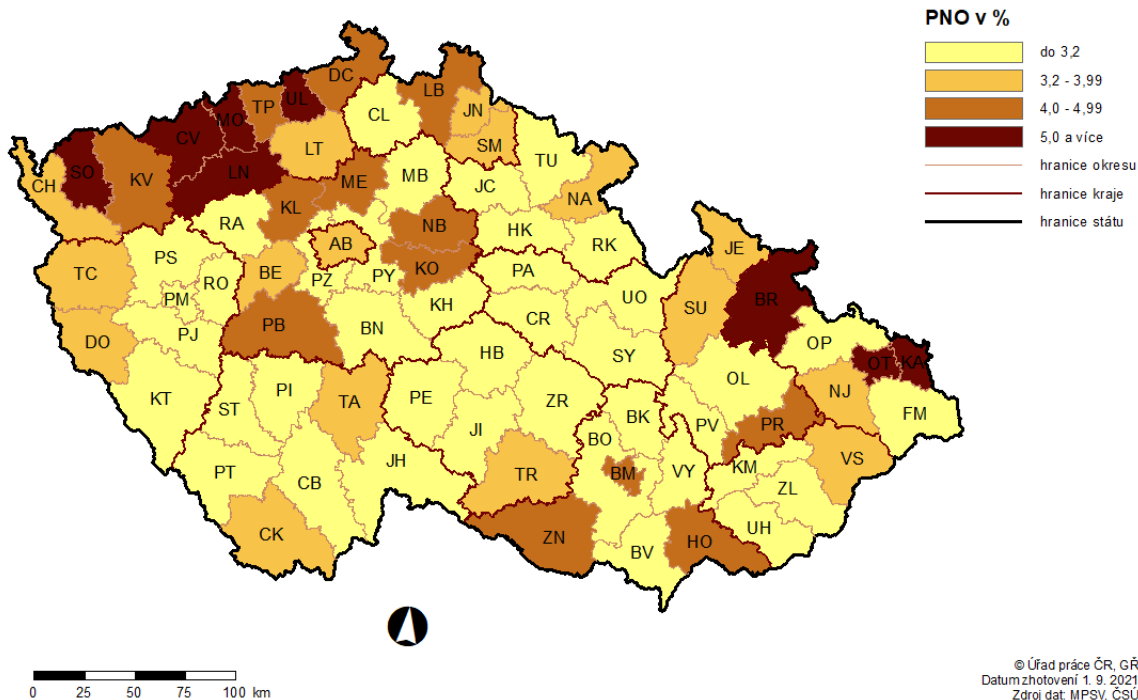 PNO v %
do 3,2
3,2 - 3,99
4,0 - 4,99
5,0 a více
hranice okresu
hranice kraje
hranice státu
DC
UL
LB
TP
MO
JN
CL
CV
LT
SM
TU
SO
KV
LN
CH
ME
MB
JC
NA
KL
RA
NB
HK
AB
RK
JE
PS
BE
TC
RO
PZ
PY
KO
PA
UO
BR
PM
SU
KH
CR
PB
BN
PJ
DO
OP
SY
HB
OT
KA
OL
KT
PI
ST
TA
PE
ZR
NJ
FM
BK
PR
PV
JI
BO
VS
PT
CB
JH
TR
BM
VY
KM
ZL
CK
ZN
UH
HO
BV
0 25 50 75 100 km
© Úřad práce ČR, GŘ
Datum zhotovení 1. 9. 2021
Zdroj dat: MPSV, ČSÚ